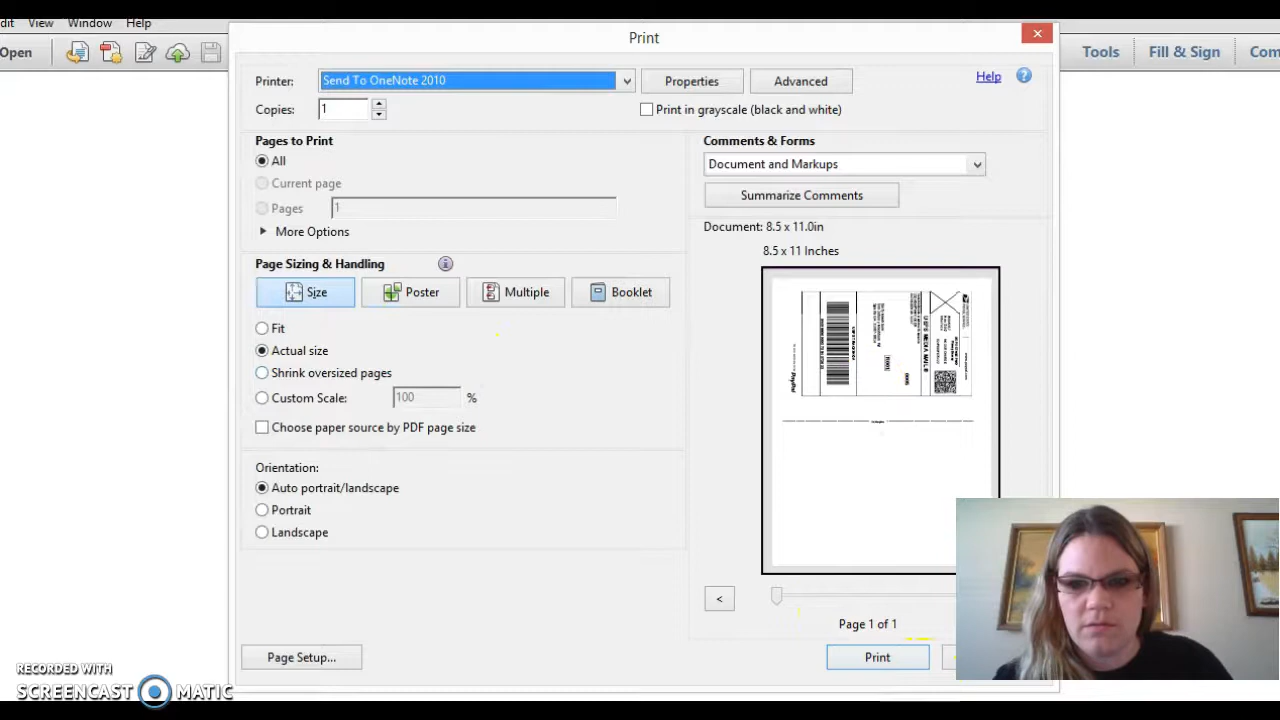 dit View Window Help
Print
Open
Tools Fill & Sign Com
Printer: Send To OneNote 2010 Properties Advanced Help
Copies: 1 Print in grayscale (black and white)
Pages to Print
All
Current page
Pages 1
More Options
Comments & Forms
Document and Markups
Summarize Comments
Document: 8.5 x 11.0in
8.5 x 11 Inches
Page Sizing & Handling
Size Poster Multiple Booklet
Fit
Actual size
Shrink oversized pages
Custom Scale: 100 %
Choose paper source by PDF page size
Orientation:
Auto portrait/landscape
Portrait
Landscape
USPS MEDIA MAIL
PayPal
<
Page 1 of 1
Page Setup... Print
RECORDED WITH
SCREENCAST MATIC